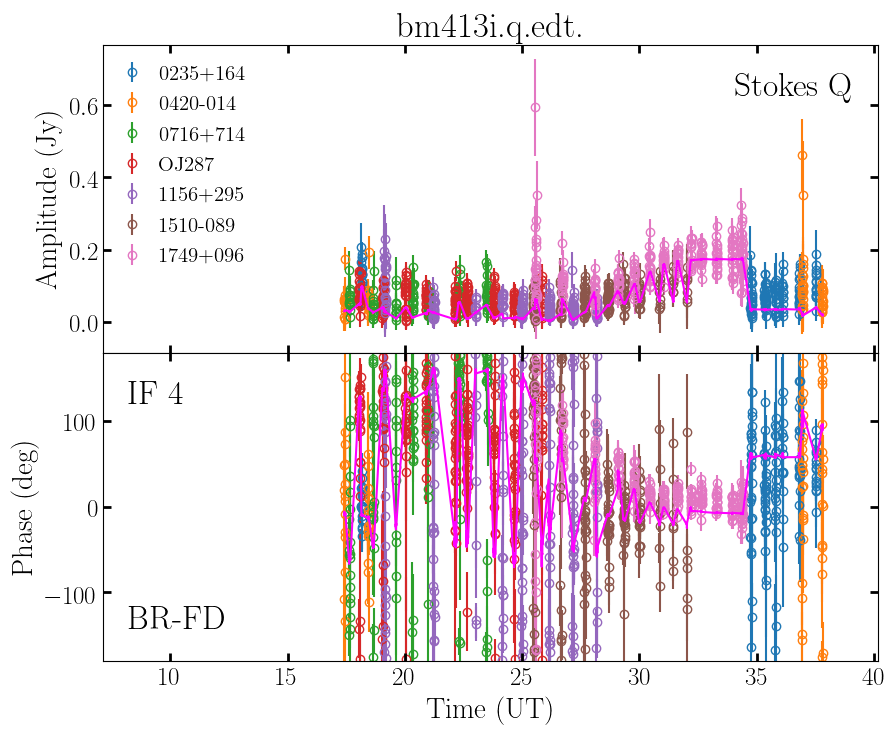 bm413i.q.edt.
Stokes Q
0235+164
0420-014
0716+714
OJ287
1156+295
1510-089
1749+096
Amplitude (Jy)
0.6
0.4
0.2
0.0
IF 4
BR-FD
Phase (deg)
100
0
−100
10
15
20
25
30
35
40
Time (UT)